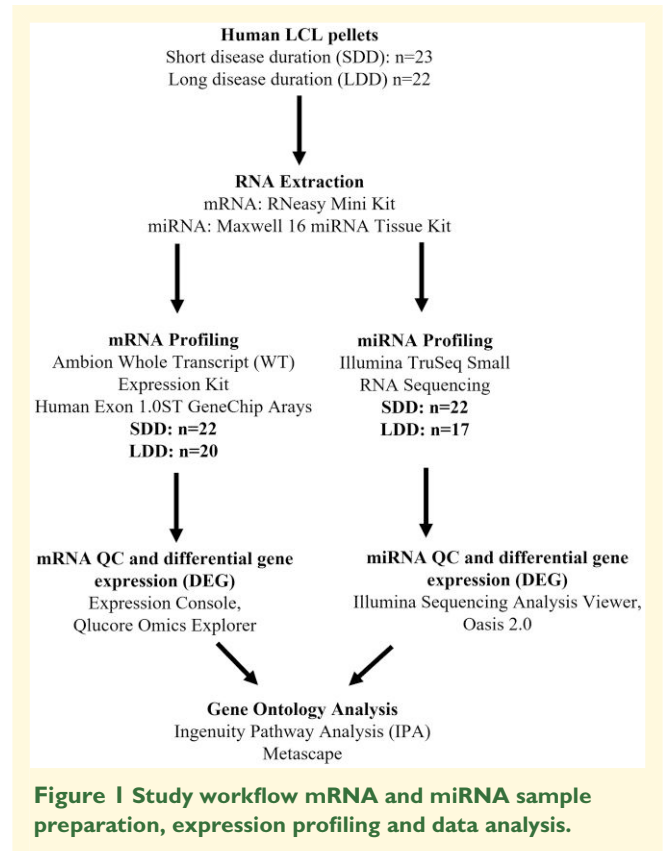 Human LCL pellets
Short disease duration (SDD): n=23
Long disease duration (LDD) n=22
RNA Extraction
mRNA: RNeasy Mini Kit
miRNA: Maxwell 16 miRNA Tissue Kit
mRNA Profiling
Ambion Whole Transcript (WT)
Expression Kit
Human Exon 1.0ST GeneChip Arays
SDD: n=22
LDD: n=20
miRNA Profiling
Illumina TruSeq Small
RNA Sequencing
SDD: n=22
LDD: n=17
mRNA QC and differential gene
expression (DEG)
Expression Console,
Qlucore Omics Explorer
miRNA QC and differential gene
expression (DEG)
Illumina Sequencing Analysis Viewer,
Oasis 2.0
Gene Ontology Analysis
Ingenuity Pathway Analysis (IPA)
Metascape
Figure 1 Study workflow mRNA and miRNA sample
preparation, expression profiling and data analysis.